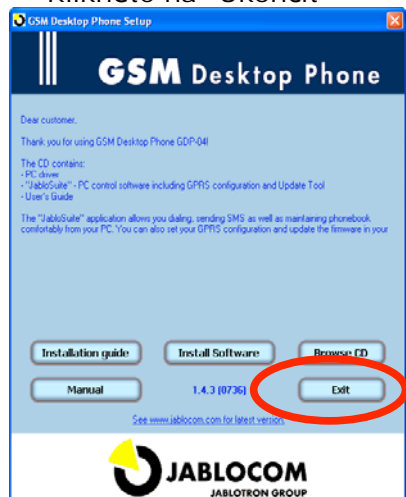 GSM Desktop Phone Setup
GSM Desktop Phone
Dear customer,
Thank you for using GSM Desktop Phone GDP-04!
The CD contains:
- PC driver
- "JabloSuite" - PC control software including GPRS configuration and Update Tool
- User's Guide
The "JabloSuite" application allows you dialing, sending SMS as well as maintaning phonebook
comfortably from your PC. You can also set your GPRS configuration and update the firmware in your
Installation guide
Install Software
Browse CD
Manual
1.4.3 (0736)
Exit
See www.jablocom.com for latest version.
JABLOCOM
JABLOTRON GROUP